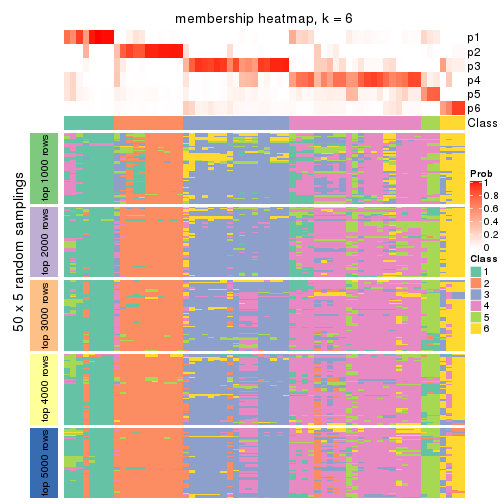 membership heatmap, k = 6
p1
p2
p3
p4
p5
p6
Class
50 x 5 random samplings
top 1000 rows
top 2000 rows
top 3000 rows
top 4000 rows
top 5000 rows
Prob
1
0.8
0.6
0.4
0.2
0
Class
1
2
3
4
5
6